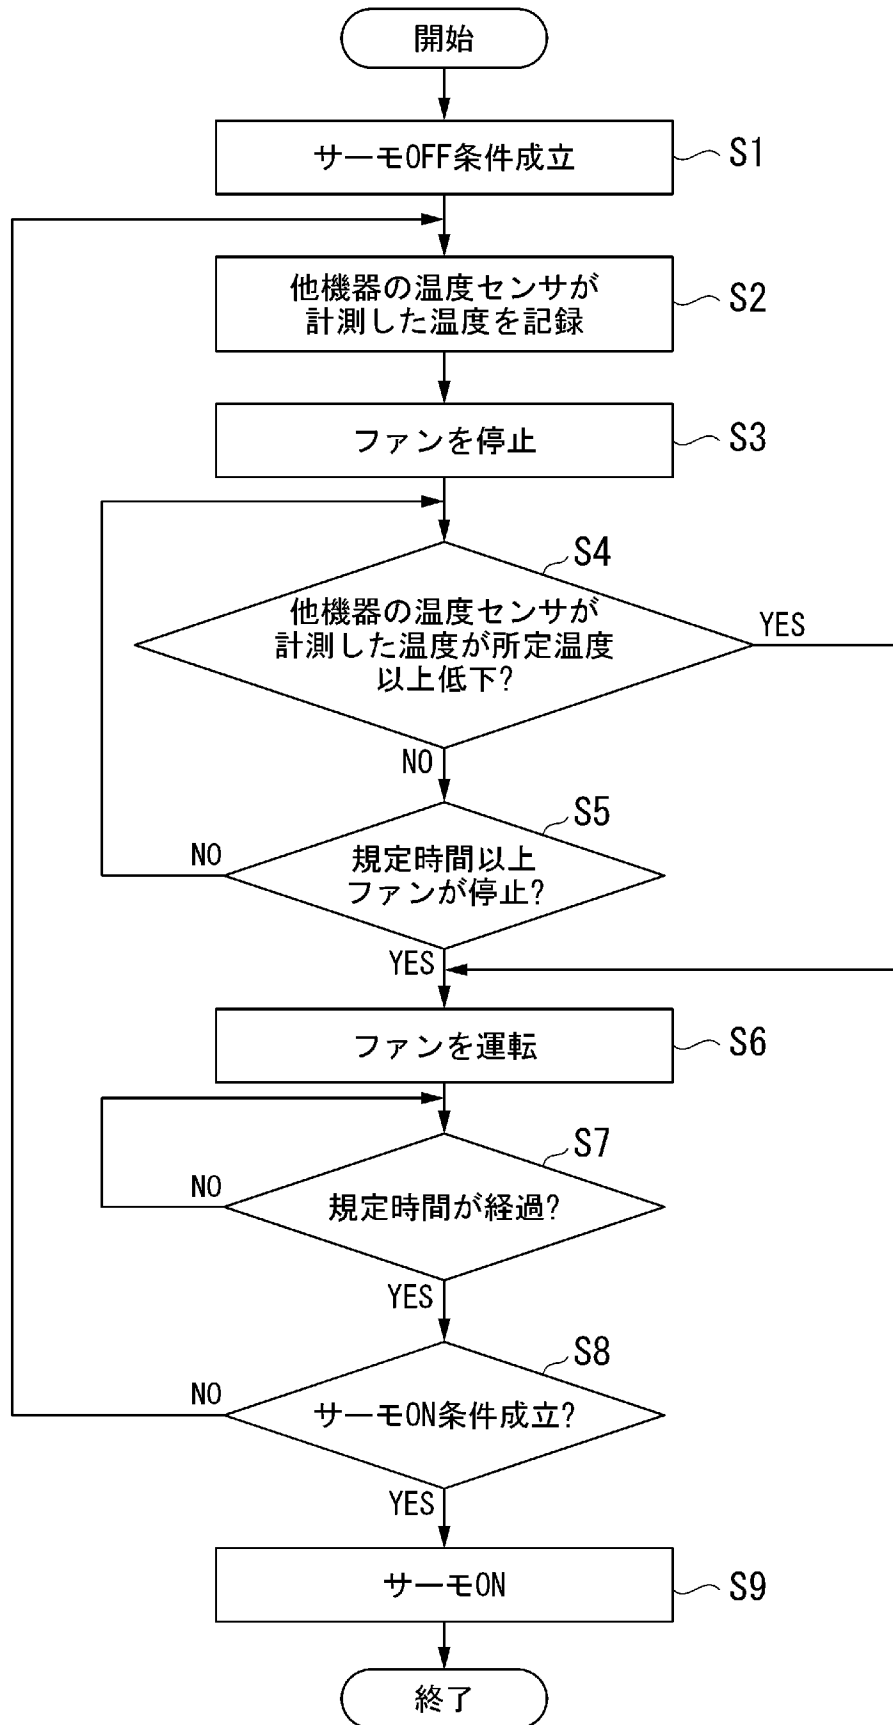 開始
サーモOFF条件成立
S1
他機器の温度センサが
計測した温度を記録
S2
ファンを停止
S3
S4
他機器の温度センサが
計測した温度が所定温度
以上低下?
YES
NO
S5
規定時間以上
ファンが停止?
NO
YES
ファンを運転
S6
S7
規定時間が経過?
NO
YES
S8
サーモON条件成立?
NO
YES
サーモON
S9
終了